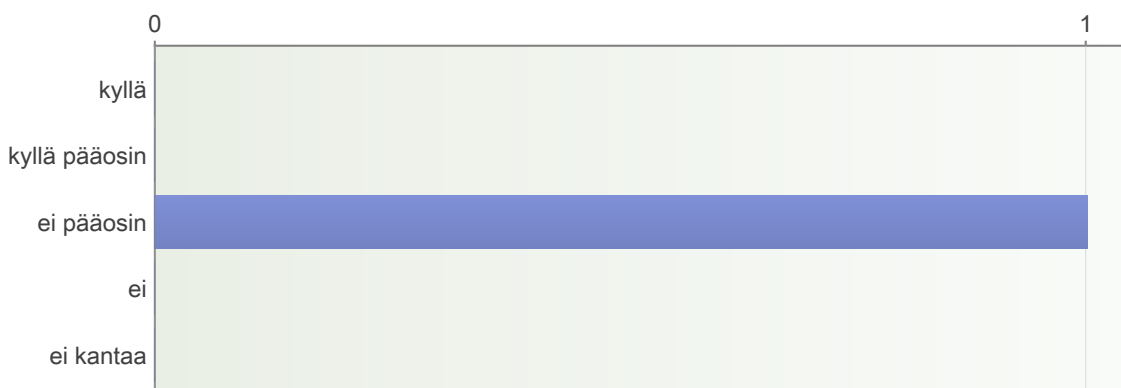 0 1
kyllä
kyllä pääosin
ei pääosin
ei
ei kantaa